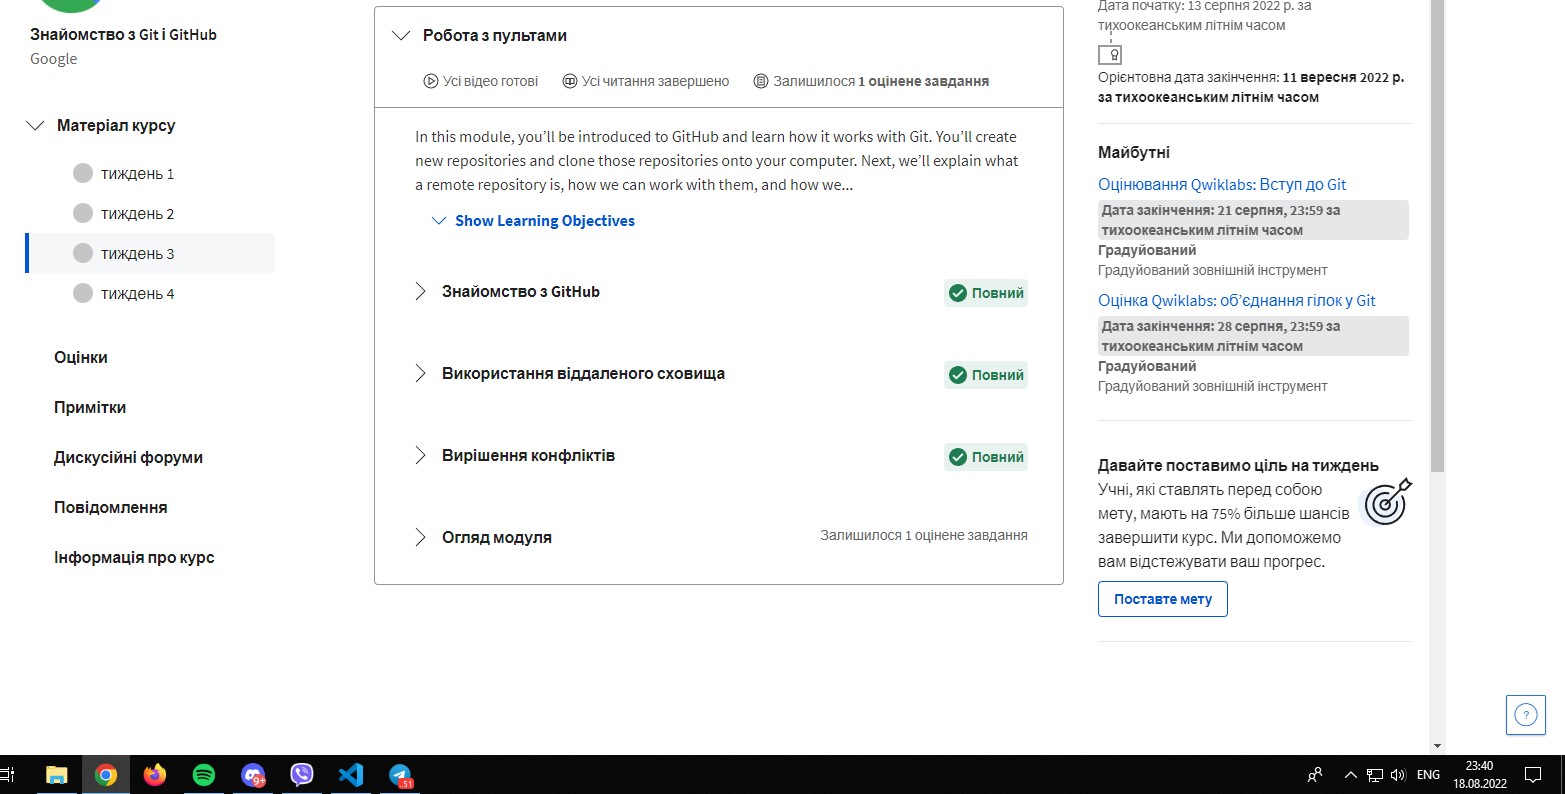 Знайомство з Git і GitHub
Google
Матеріал курсу
тиждень 1
тиждень 2
тиждень 3
тиждень 4
Оцінки
Примітки
Дискусійні форуми
Повідомлення
Інформація про курс
Робота з пультами
Усі відео готові
Усі читання завершено
Залишилося 1 оцінене завдання
In this module, you’ll be introduced to GitHub and learn how it works with Git. You’ll create
new repositories and clone those repositories onto your computer. Next, we’ll explain what
a remote repository is, how we can work with them, and how we...
Show Learning Objectives
Знайомство з GitHub
Повний
Використання віддаленого сховища
Повний
Вирішення конфліктів
Повний
Огляд модуля
Залишилося 1 оцінене завдання
Дата початку: 13 серпня 2022 р. за
тихоокеанським літнім часом
Орієнтовна дата закінчення: 11 вересня 2022 р.
за тихоокеанським літнім часом
Майбутні
Оцінювання Qwiklabs: Вступ до Git
Дата закінчення: 21 серпня, 23:59 за
тихоокеанським літнім часом
Градуйований
Градуйований зовнішній інструмент
Оцінка Qwiklabs: об’єднання гілок у Git
Дата закінчення: 28 серпня, 23:59 за
тихоокеанським літнім часом
Градуйований
Градуйований зовнішній інструмент
Давайте поставимо ціль на тиждень
Учні, які ставлять перед собою
мету, мають на 75% більше шансів
завершити курс. Ми допоможемо
вам відстежувати ваш прогрес.
Поставте мету
?
9+
51
ENG
23:40
18.08.2022